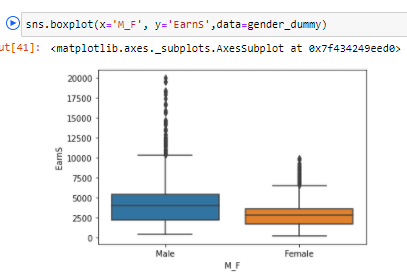 sns.boxplot(x='M_F', y='EarnS',data=gender_dummy)
ut[41]: <matplotlib.axes._subplots.AxesSubplot at 0x7f434249eed0>
20000
17500
15000
12500
10000
7500
5000
2500
0
EarnS
Male Female
M_F